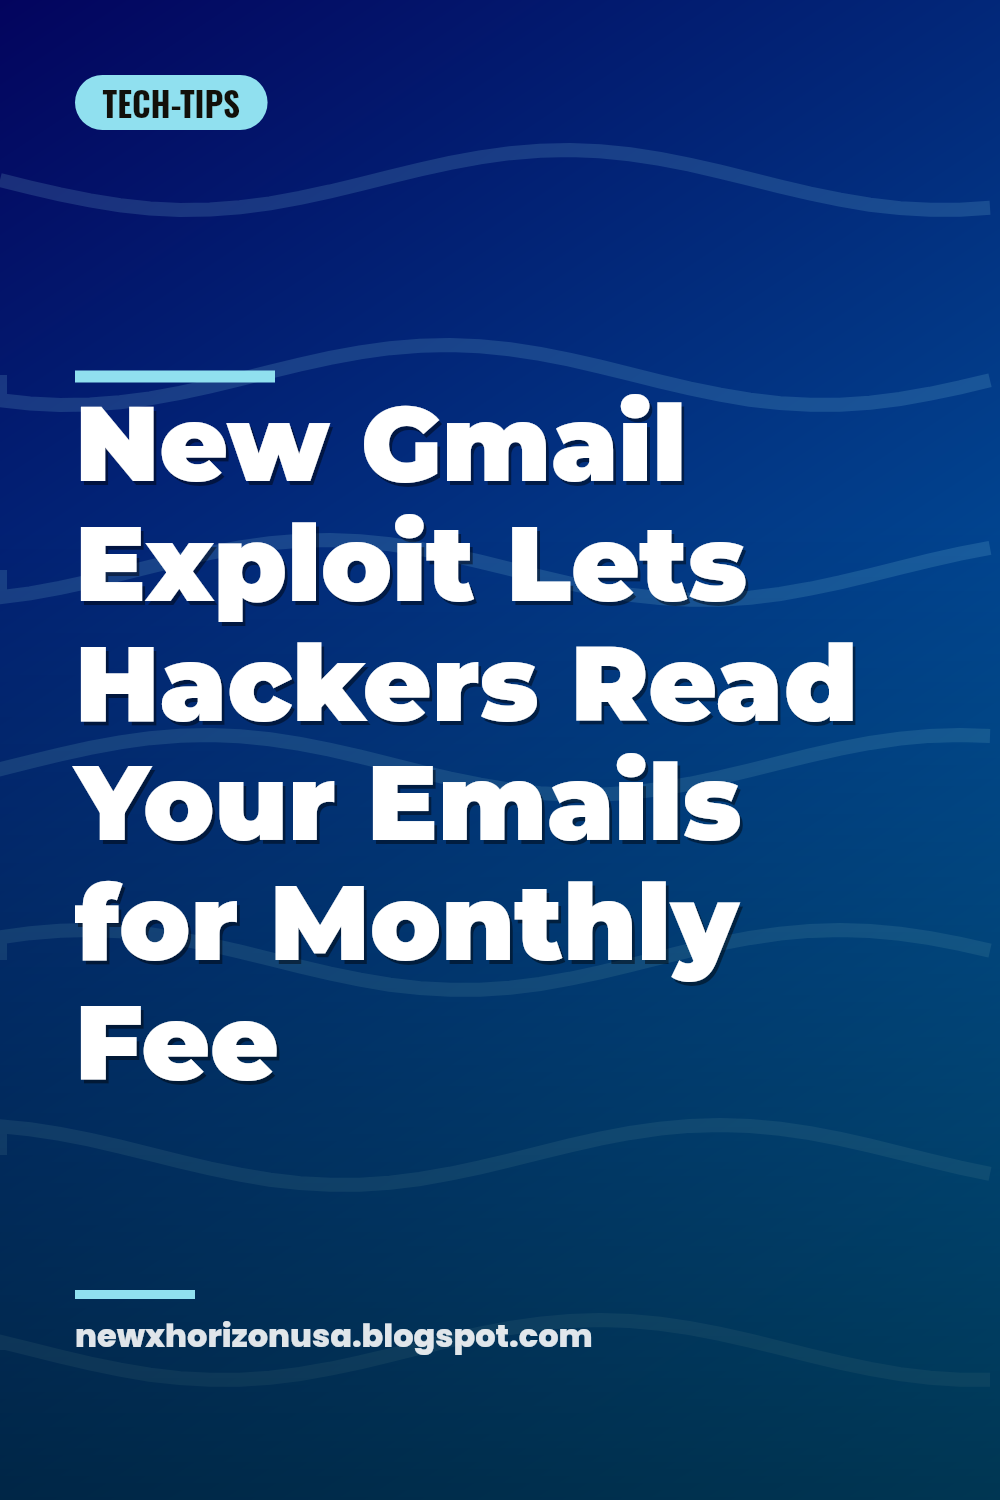 TECH-TIPS
New Gmail
Exploit Lets
Hackers Read
Your Emails
for Monthly
Fee
newxhorizonusa.blogspot.com